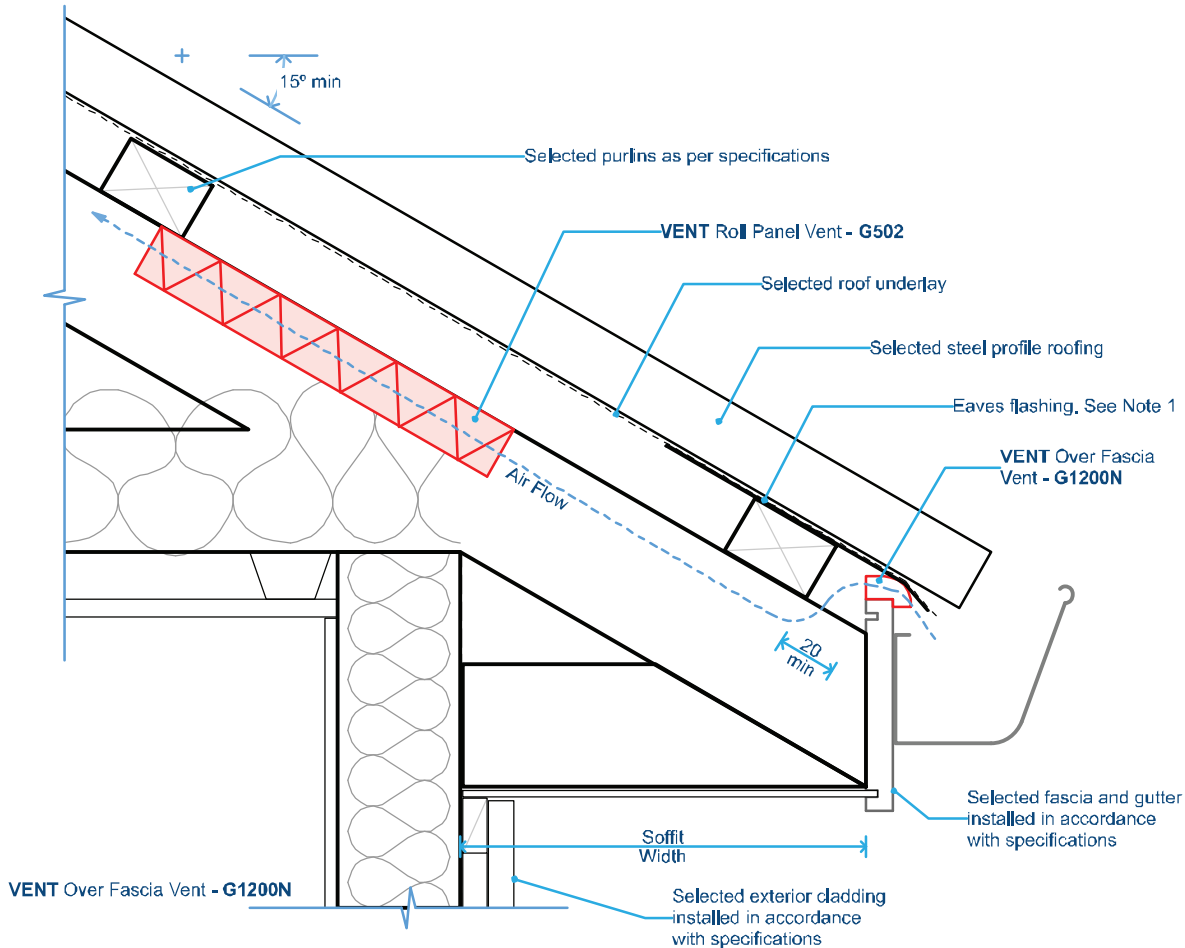 15º min
Selected purlins as per specifications
VENT Roll Panel Vent - G502
Selected roof underlay
Selected steel profile roofing
Eaves flashing. See Note 1
VENT Over Fascia
Vent - G1200N
Air Flow
20
min
Selected fascia and gutter
installed in accordance
with specifications
Soffit
Width
VENT Over Fascia Vent - G1200N
Selected exterior cladding
installed in accordance
with specifications